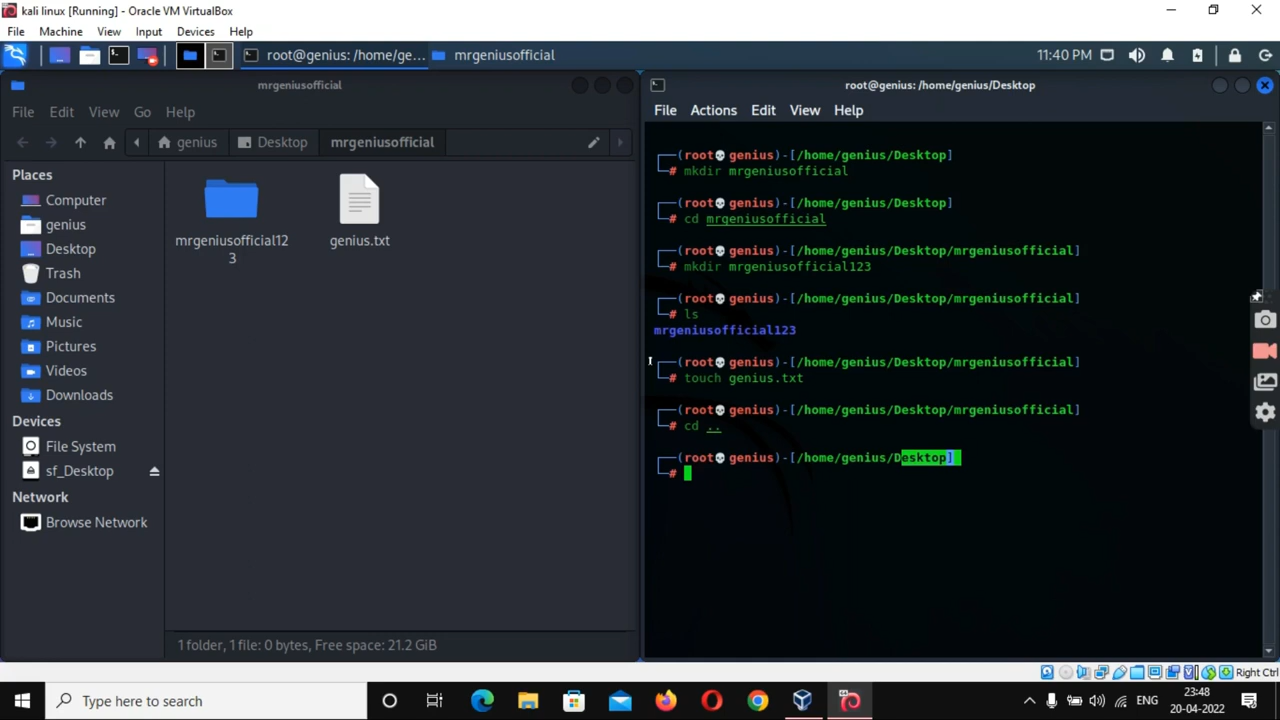 kali linux [Running] - Oracle VM VirtualBox
File Machine View Input Devices Help
root@genius: /home/ge... mrgeniusofficial 11:40 PM
mrgeniusofficial
File Edit View Go Help
genius Desktop mrgeniusofficial
Places
Computer
genius
Desktop
Trash
Documents
Music
Pictures
Videos
Downloads
Devices
File System
sf_Desktop
Network
Browse Network
mrgeniusofficial12
3
genius.txt
1 folder, 1 file: 0 bytes, Free space: 21.2 GiB
root@genius: /home/genius/Desktop
File Actions Edit View Help
(root💀genius)-[/home/genius/Desktop]
# mkdir mrgeniusofficial
(root💀genius)-[/home/genius/Desktop]
# cd mrgeniusofficial
(root💀genius)-[/home/genius/Desktop/mrgeniusofficial]
# mkdir mrgeniusofficial123
(root💀genius)-[/home/genius/Desktop/mrgeniusofficial]
# ls
mrgeniusofficial123
(root💀genius)-[/home/genius/Desktop/mrgeniusofficial]
# touch genius.txt
(root💀genius)-[/home/genius/Desktop/mrgeniusofficial]
# cd ..
(root💀genius)-[/home/genius/Desktop]
#
Right Ctrl
Type here to search
ENG
23:48
20-04-2022